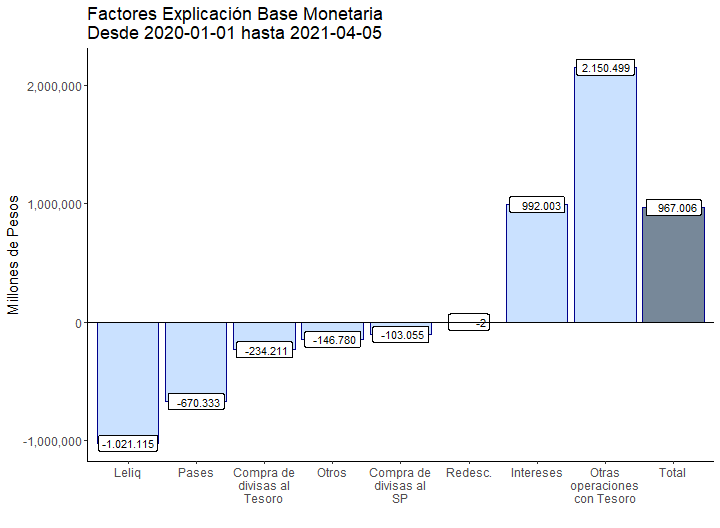 Factores Explicación Base Monetaria
Desde 2020-01-01 hasta 2021-04-05
Millones de Pesos
2,000,000
1,000,000
0
-1,000,000
-1.021.115
-670.333
-234.211
-146.780
-103.055
-2
992.003
2.150.499
967.006
Leliq
Pases
Compra de
divisas al
Tesoro
Otros
Compra de
divisas al
SP
Redesc.
Intereses
Otras
operaciones
con Tesoro
Total